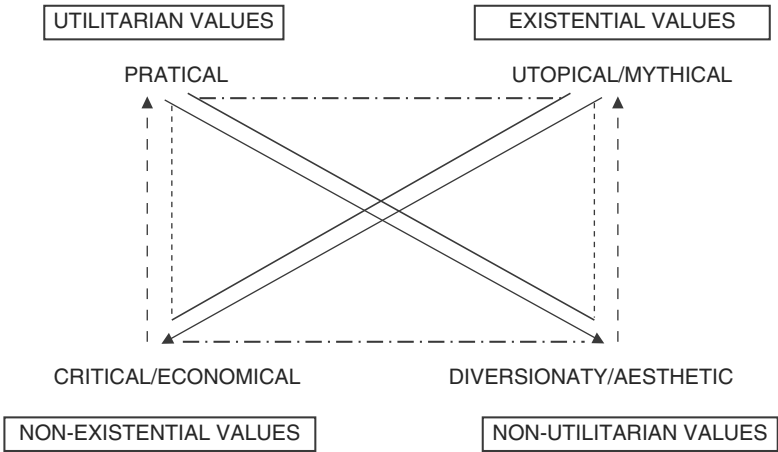 UTILITARIAN VALUES
EXISTENTIAL VALUES
PRATICAL
UTOPICAL/MYTHICAL
CRITICAL/ECONOMICAL
DIVERSIONATY/AESTHETIC
NON-EXISTENTIAL VALUES
NON-UTILITARIAN VALUES